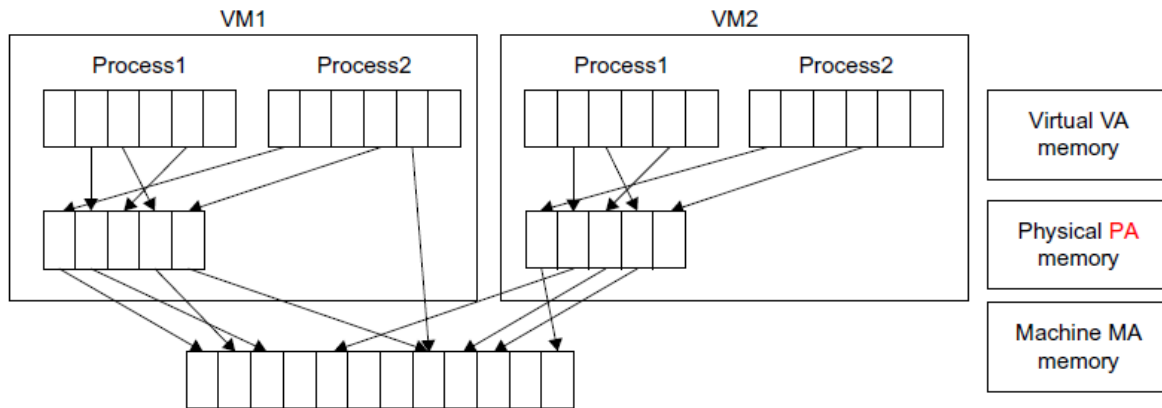 VM1
VM2
Process1
Process2
Process1
Process2
Virtual VA
memory
Physical PA
memory
Machine MA
memory